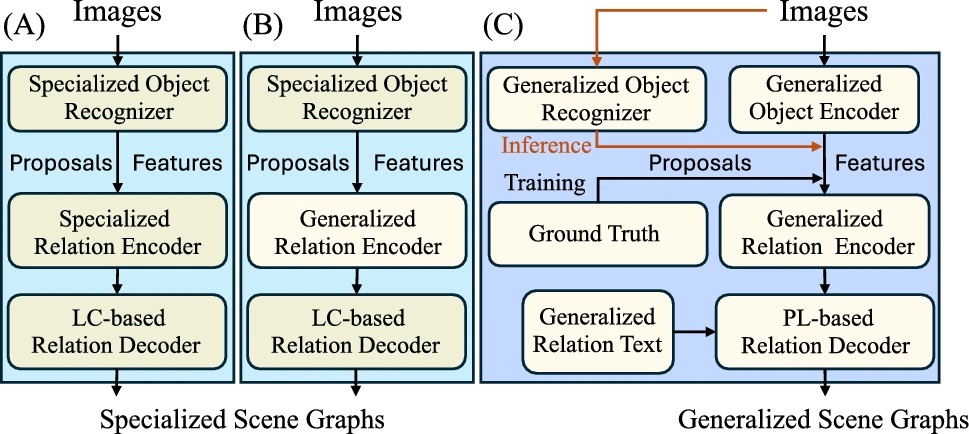 (A) Images
Specialized Object
Recognizer
Proposals Features
Specialized
Relation Encoder
LC-based
Relation Decoder
(B) Images
Specialized Object
Recognizer
Proposals Features
Generalized
Relation Encoder
LC-based
Relation Decoder
Specialized Scene Graphs
(C) Images
Generalized Object
Recognizer
Generalized
Object Encoder
Inference
Proposals Features
Training
Ground Truth
Generalized
Relation Encoder
Generalized
Relation Text
PL-based
Relation Decoder
Generalized Scene Graphs